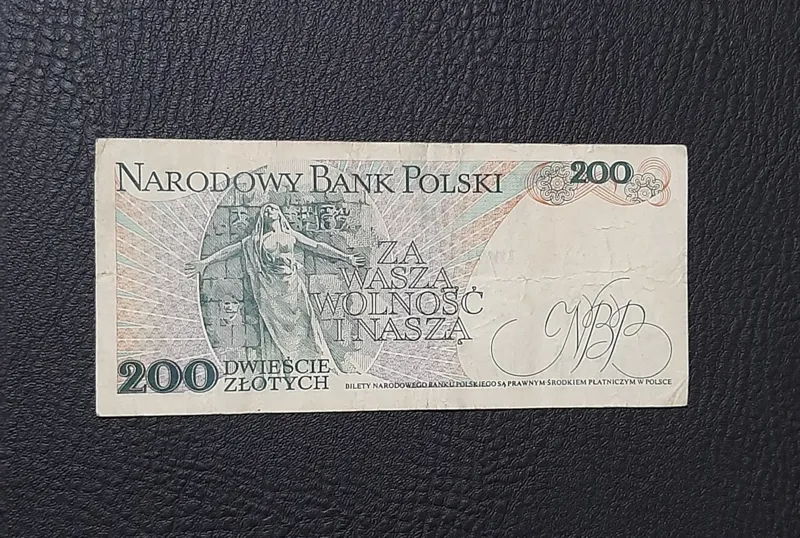 NARODOWY BANK POLSKI
200
ZA
WASZĄ
WOLNOŚĆ
I NASZĄ
NBP
200
DWIEŚCIE
ZŁOTYCH
BILETY NARODOWEGO BANKU POLSKIEGO SĄ PRAWNYM ŚRODKIEM PŁATNICZYM W POLSCE